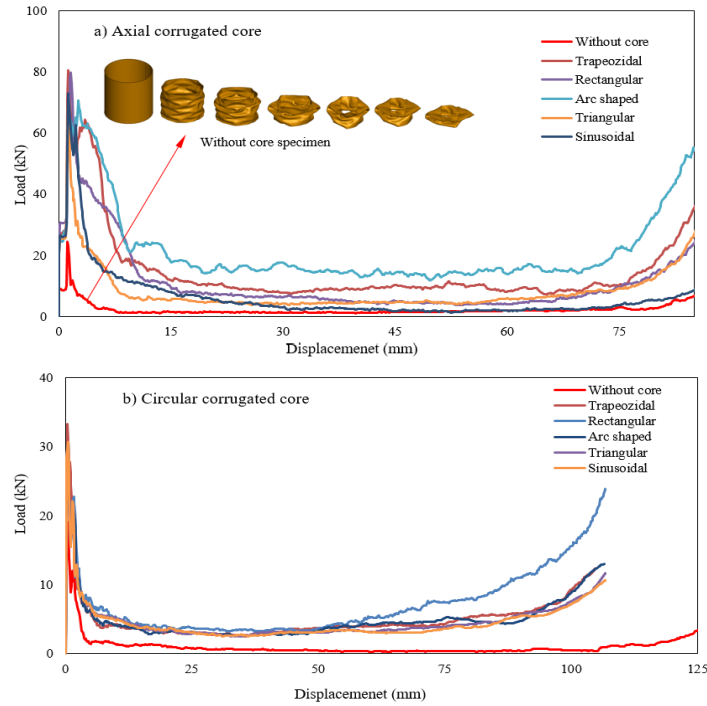 100
a) Axial corrugated core
Without core
Trapeozidal
Rectangular
Arc shaped
Triangular
Sinusoidal
80
60
40
20
0
Load (kN)
Without core specimen
0
15
30
45
60
75
Displacemenet (mm)
40
b) Circular corrugated core
Without core
Trapeozidal
Rectangular
Arc shaped
Triangular
Sinusoidal
30
20
10
0
Load (kN)
0
25
50
75
100
125
Displacemenet (mm)